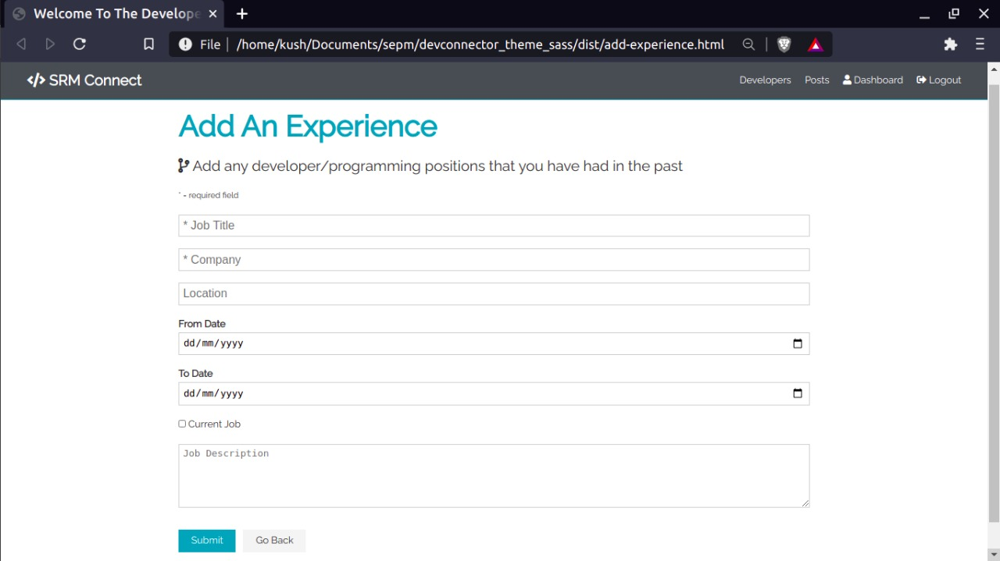 Welcome To The Develope
File | /home/kush/Documents/sepm/devconnector_theme_sass/dist/add-experience.html
</> SRM Connect
Developers Posts Dashboard Logout
Add An Experience
Add any developer/programming positions that you have had in the past
* - required field
* Job Title
* Company
Location
From Date
dd/mm/yyyy
To Date
dd/mm/yyyy
Current Job
Job Description
Submit Go Back